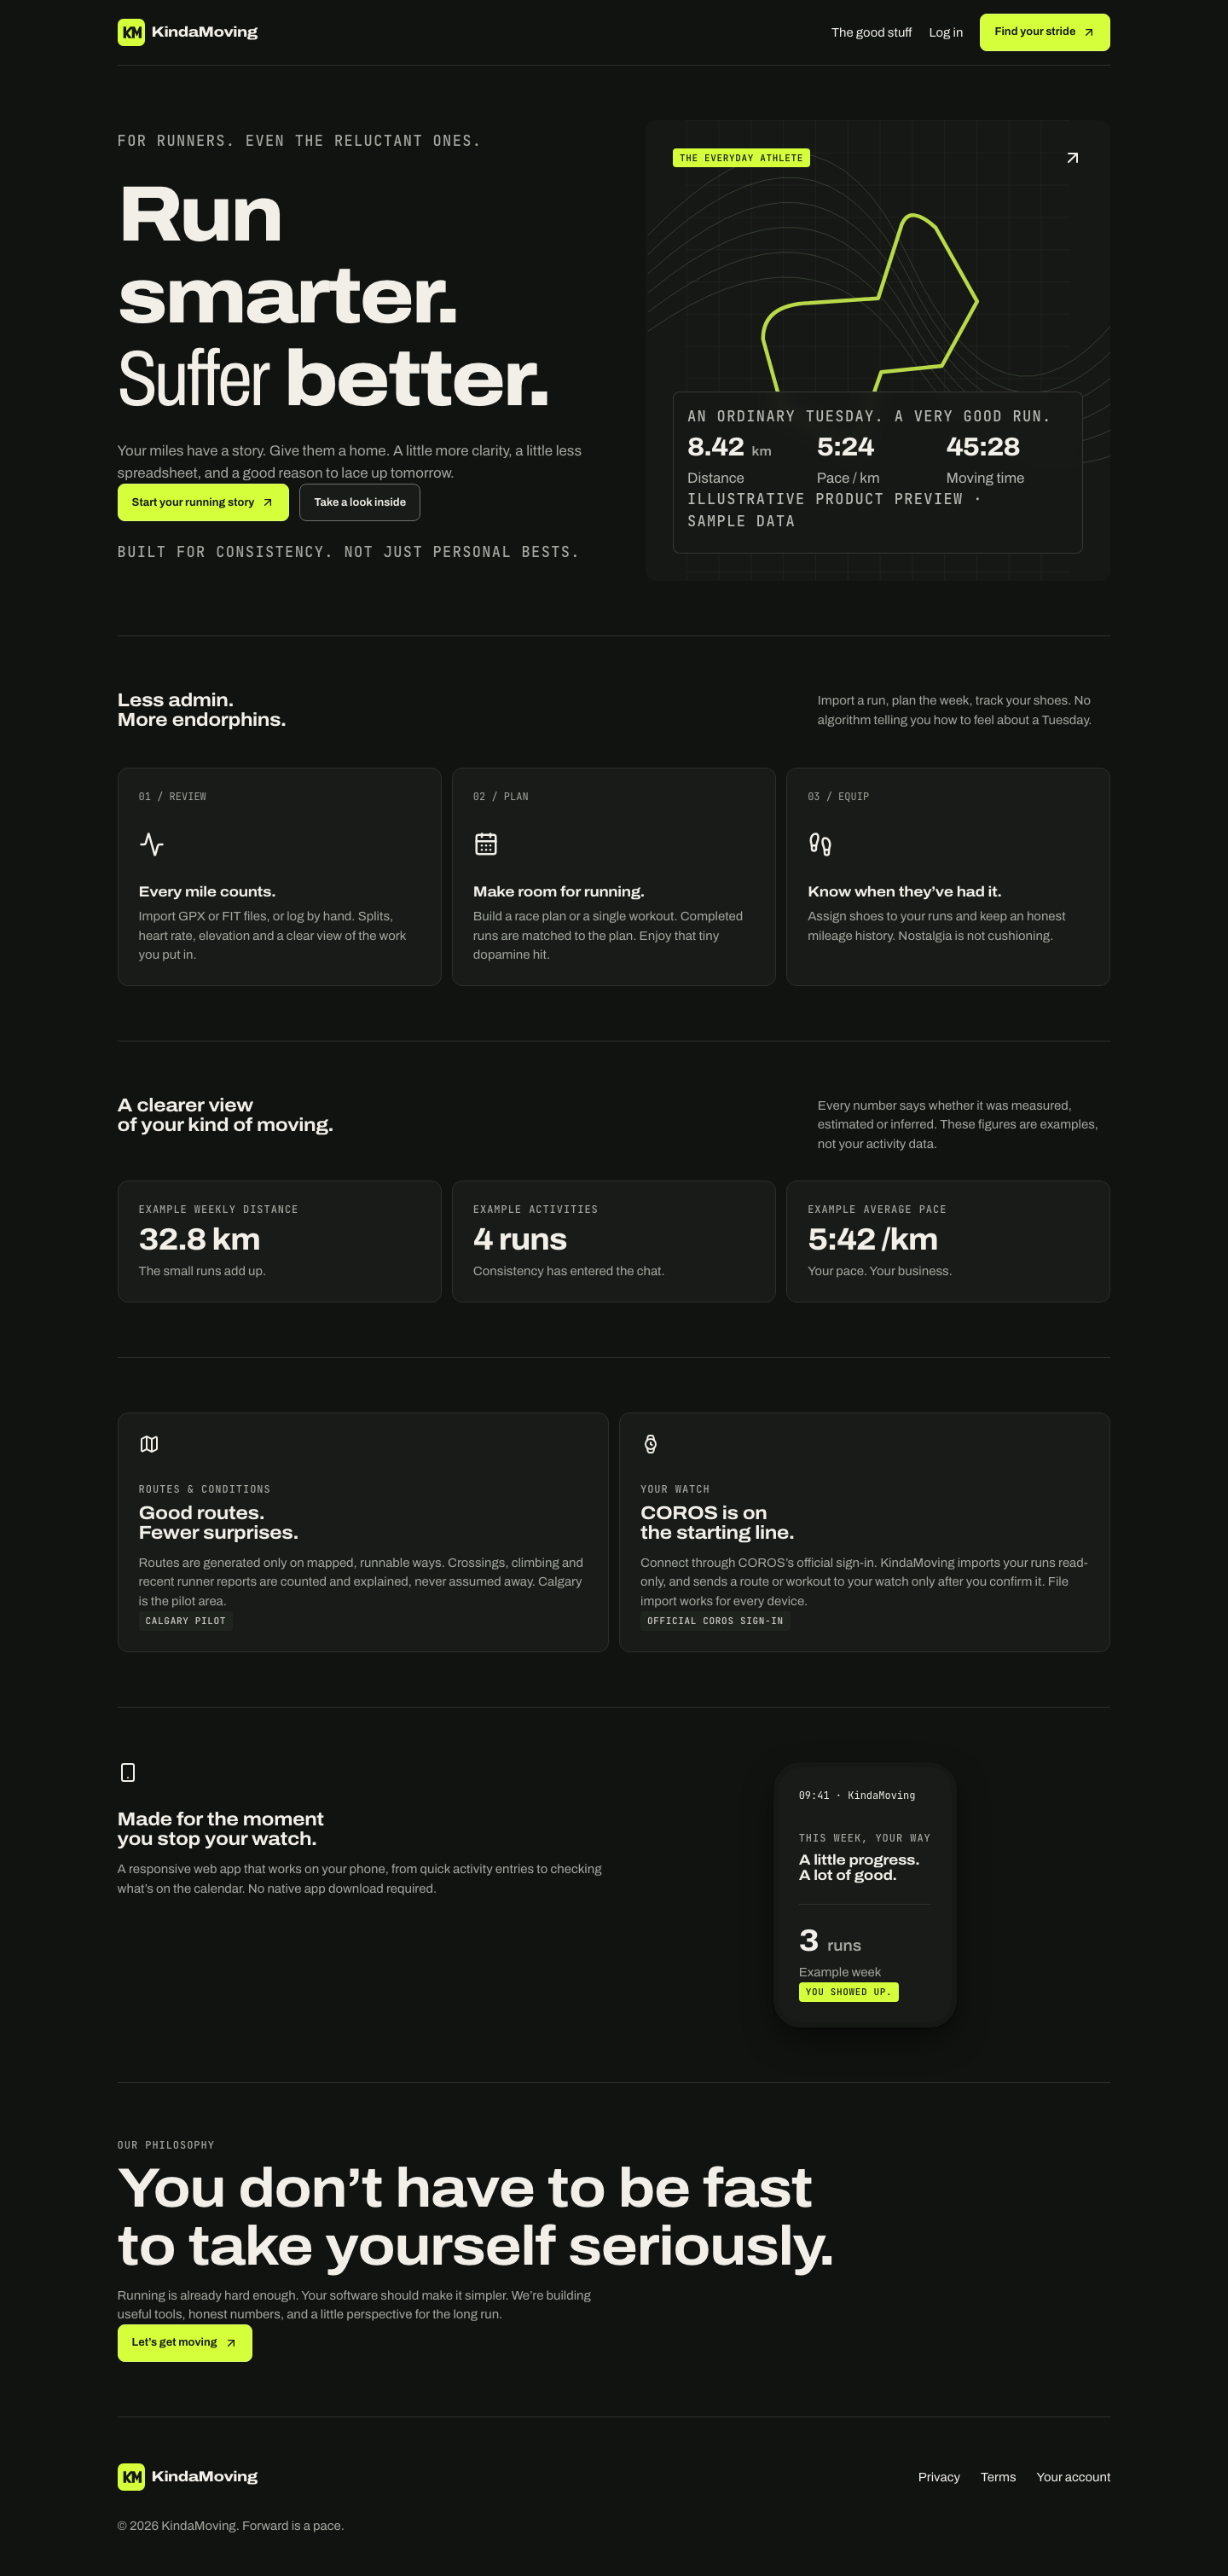 KM KindaMoving
The good stuff
Log in
Find your stride
FOR RUNNERS. EVEN THE RELUCTANT ONES.
Run
smarter.
Suffer better.
Your miles have a story. Give them a home. A little more clarity, a little less
spreadsheet, and a good reason to lace up tomorrow.
Start your running story
Take a look inside
BUILT FOR CONSISTENCY. NOT JUST PERSONAL BESTS.
THE EVERYDAY ATHLETE
AN ORDINARY TUESDAY. A VERY GOOD RUN.
8.42 km
Distance
5:24
Pace / km
45:28
Moving time
ILLUSTRATIVE PRODUCT PREVIEW ·
SAMPLE DATA
Less admin.
More endorphins.
Import a run, plan the week, track your shoes. No
algorithm telling you how to feel about a Tuesday.
01 / REVIEW
Every mile counts.
Import GPX or FIT files, or log by hand. Splits,
heart rate, elevation and a clear view of the work
you put in.
02 / PLAN
Make room for running.
Build a race plan or a single workout. Completed
runs are matched to the plan. Enjoy that tiny
dopamine hit.
03 / EQUIP
Know when they’ve had it.
Assign shoes to your runs and keep an honest
mileage history. Nostalgia is not cushioning.
A clearer view
of your kind of moving.
Every number says whether it was measured,
estimated or inferred. These figures are examples,
not your activity data.
EXAMPLE WEEKLY DISTANCE
32.8 km
The small runs add up.
EXAMPLE ACTIVITIES
4 runs
Consistency has entered the chat.
EXAMPLE AVERAGE PACE
5:42 /km
Your pace. Your business.
ROUTES & CONDITIONS
Good routes.
Fewer surprises.
Routes are generated only on mapped, runnable ways. Crossings, climbing and
recent runner reports are counted and explained, never assumed away. Calgary
is the pilot area.
CALGARY PILOT
YOUR WATCH
COROS is on
the starting line.
Connect through COROS’s official sign-in. KindaMoving imports your runs read-
only, and sends a route or workout to your watch only after you confirm it. File
import works for every device.
OFFICIAL COROS SIGN-IN
Made for the moment
you stop your watch.
A responsive web app that works on your phone, from quick activity entries to checking
what’s on the calendar. No native app download required.
09:41 · KindaMoving
THIS WEEK, YOUR WAY
A little progress.
A lot of good.
3 runs
Example week
YOU SHOWED UP.
OUR PHILOSOPHY
You don’t have to be fast
to take yourself seriously.
Running is already hard enough. Your software should make it simpler. We’re building
useful tools, honest numbers, and a little perspective for the long run.
Let’s get moving
KM KindaMoving
Privacy
Terms
Your account
© 2026 KindaMoving. Forward is a pace.